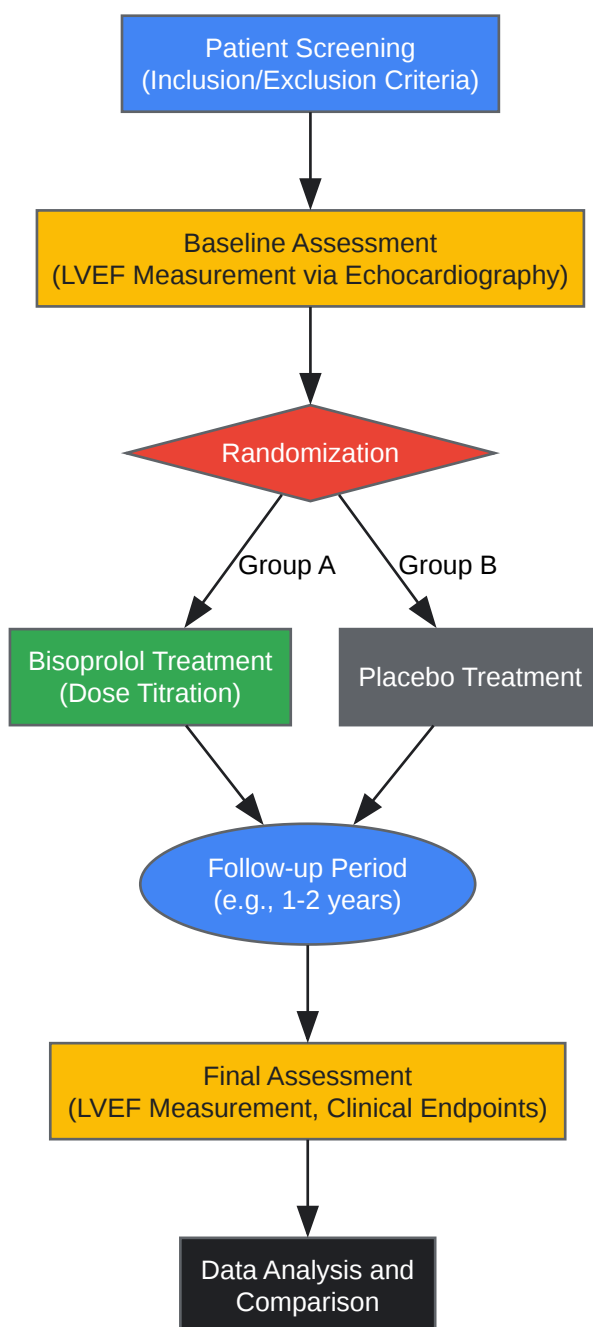 Patient Screening
(Inclusion/Exclusion Criteria)
Baseline Assessment
(LVEF Measurement via Echocardiography)
Randomization
Group A
Group B
Bisoprolol Treatment
(Dose Titration)
Placebo Treatment
Follow-up Period
(e.g., 1-2 years)
Final Assessment
(LVEF Measurement, Clinical Endpoints)
Data Analysis and
Comparison